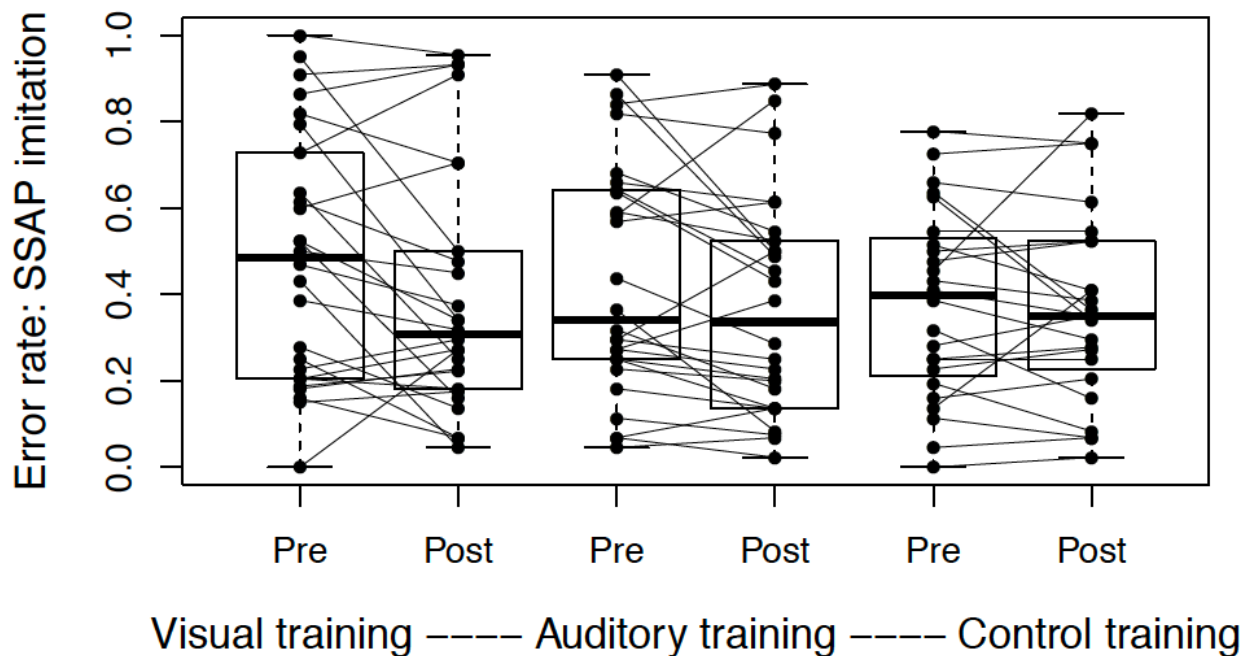 Error rate: SSAP imitation
1.0
0.8
0.6
0.4
0.2
0.0
Pre Post Pre Post Pre Post
Visual training ---- Auditory training ---- Control training